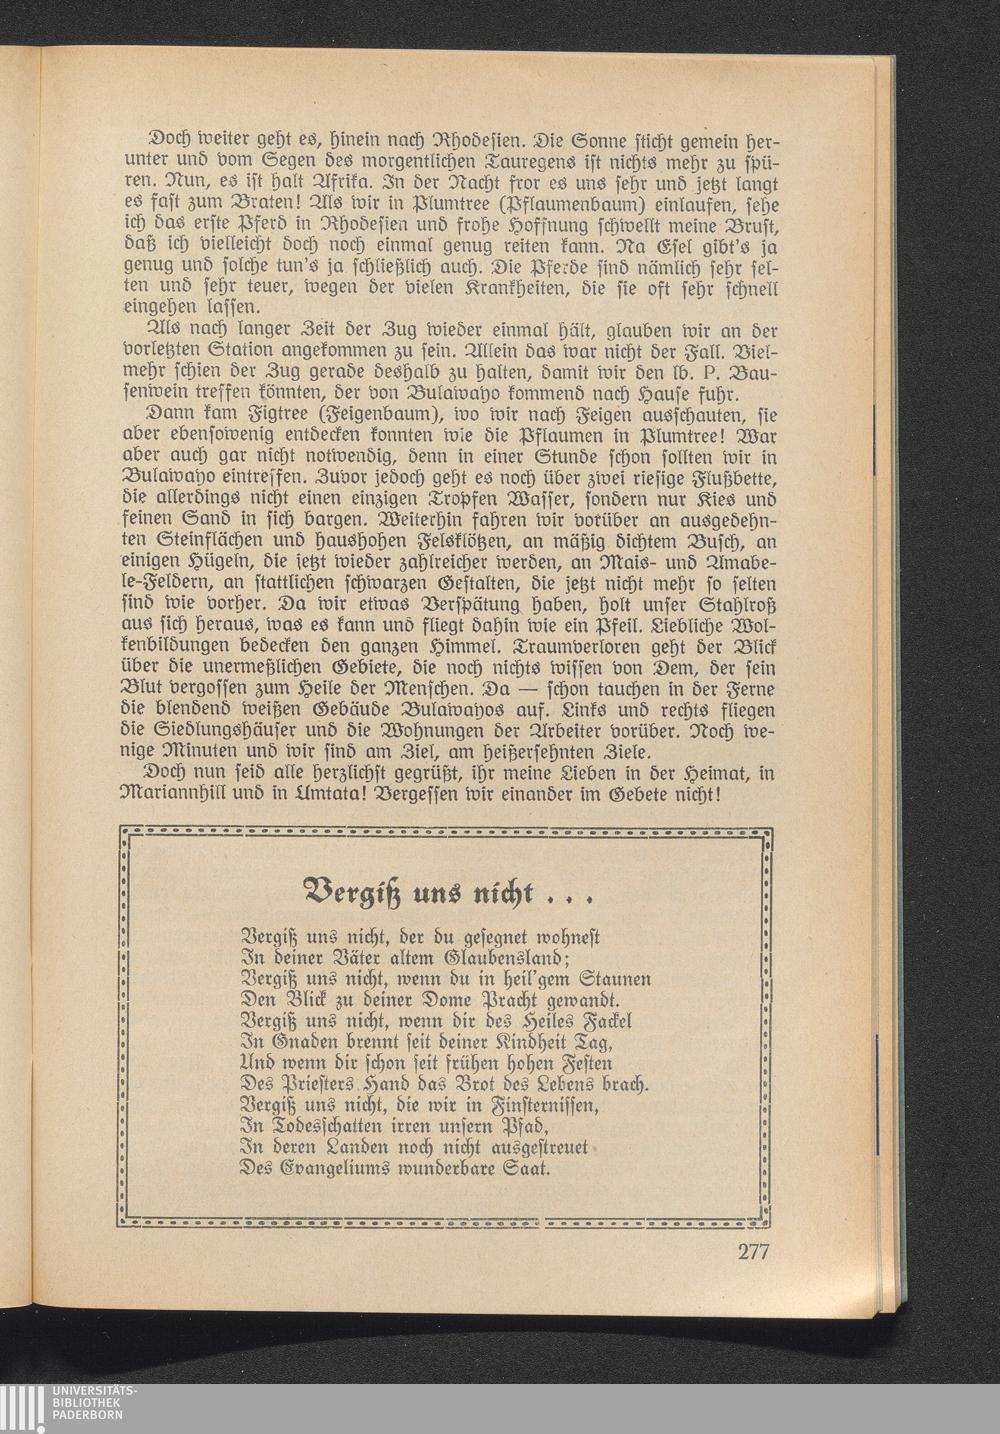 Doch weiter geht es, hinein nach Rhodesien. Die Sonne sticht gemein her-
unter und vom Segen des morgentlichen Tauregens ist nichts mehr zu spü-
ren. Nun, es ist halt Afrika. In der Nacht fror es uns sehr und jetzt langt
es fast zum Braten! Als wir in Plumtree (Pflaumenbaum) einlaufen, sehe
ich das erste Pferd in Rhodesien und frohe Hoffnung schwellt meine Brust,
daß ich vielleicht doch noch einmal genug reiten kann. Na Esel gibt's ja
genug und solche tun's ja schließlich auch. Die Pferde sind nämlich sehr sel-
ten und sehr teuer, wegen der vielen Krankheiten, die sie oft sehr schnell
eingehen lassen.
Als nach langer Zeit der Zug wieder einmal hält, glauben wir an der
vorletzten Station angekommen zu sein. Allein das war nicht der Fall. Viel-
mehr schien der Zug gerade deshalb zu halten, damit wir den lb. P. Bau-
senwein treffen könnten, der von Bulawayo kommend nach Hause fuhr.
Dann kam Figtree (Feigenbaum), wo wir nach Feigen ausschauten, sie
aber ebensowenig entdecken konnten wie die Pflaumen in Plumtree! War
aber auch gar nicht notwendig, denn in einer Stunde schon sollten wir in
Bulawayo eintreffen. Zuvor jedoch geht es noch über zwei riesige Flußbette,
die allerdings nicht einen einzigen Tropfen Wasser, sondern nur Kies und
feinen Sand in sich bargen. Weiterhin fahren wir vorüber an ausgedehn-
ten Steinflächen und haushohen Felsklötzen, an mäßig dichtem Busch, an
einigen Hügeln, die jetzt wieder zahlreicher werden, an Mais- und Amabe-
le-Feldern, an stattlichen schwarzen Gestalten, die jetzt nicht mehr so selten
sind wie vorher. Da wir etwas Verspätung haben, holt unser Stahlroß
aus sich heraus, was es kann und fliegt dahin wie ein Pfeil. Liebliche Wol-
kenbildungen bedecken den ganzen Himmel. Traumverloren geht der Blick
über die unermeßlichen Gebiete, die noch nichts wissen von Dem, der sein
Blut vergossen zum Heile der Menschen. Da — schon tauchen in der Ferne
die blendend weißen Gebäude Bulawayos auf. Links und rechts fliegen
die Siedlungshäuser und die Wohnungen der Arbeiter vorüber. Noch we-
nige Minuten und wir sind am Ziel, am heißersehnten Ziele.
Doch nun seid alle herzlichst gegrüßt, ihr meine Lieben in der Heimat, in
Mariannhill und in Umtata! Vergessen wir einander im Gebete nicht!
Vergiß uns nicht . . .
Vergiß uns nicht, der du gesegnet wohnest
In deiner Väter altem Glaubensland;
Vergiß uns nicht, wenn du in heil'gem Staunen
Den Blick zu deiner Dome Pracht gewandt.
Vergiß uns nicht, wenn dir des Heiles Fackel
In Gnaden brennt seit deiner Kindheit Tag,
Und wenn dir schon seit frühen hohen Festen
Des Priesters Hand das Brot des Lebens brach.
Vergiß uns nicht, die wir in Finsternissen,
In Todesschatten irren unsern Pfad,
In deren Landen noch nicht ausgestreuet
Des Evangeliums wunderbare Saat.
277
UNIVERSITÄTS-
BIBLIOTHEK
PADERBORN